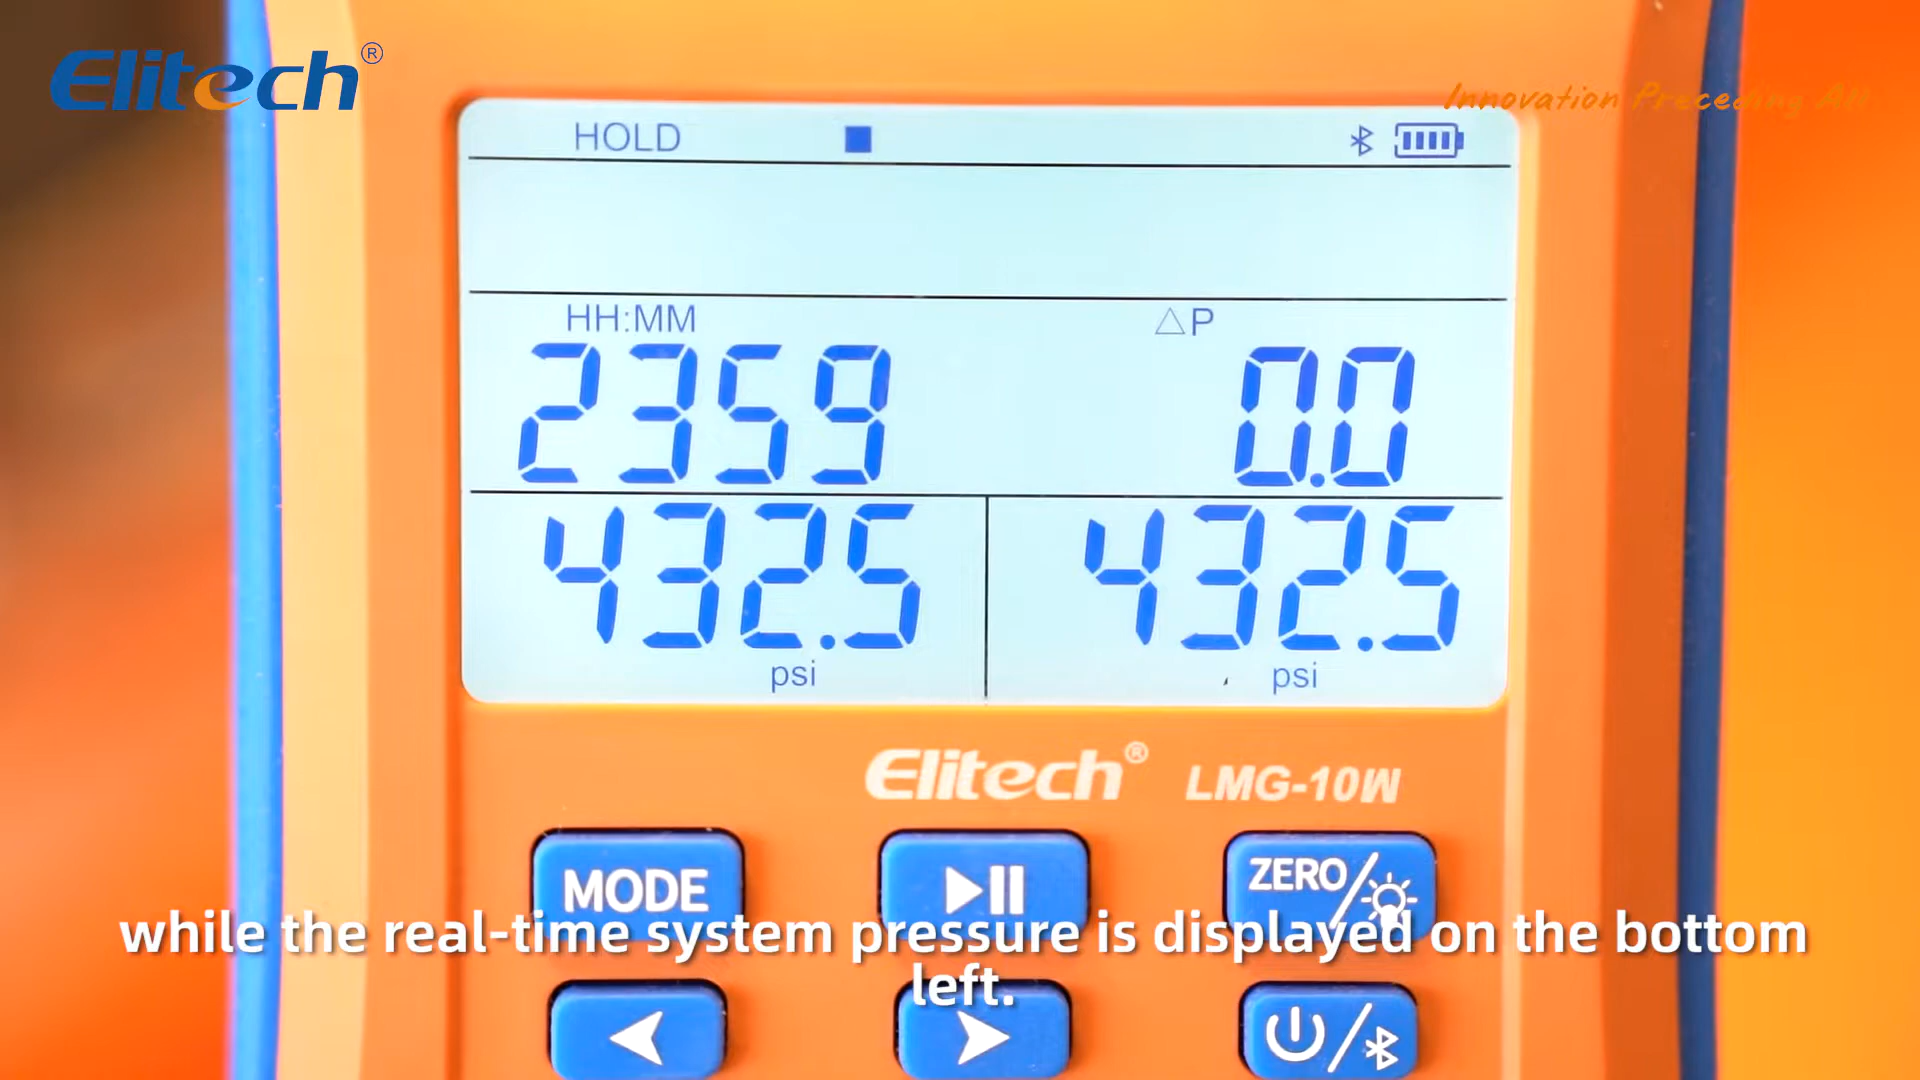 Elitech®
Innovation Preceding All
HOLD
HH:MM
△P
2359
0.0
432.5
432.5
psi
psi
Elitech® LMG-10W
MODE
ZERO/
while the real-time system pressure is displayed on the bottom
left.